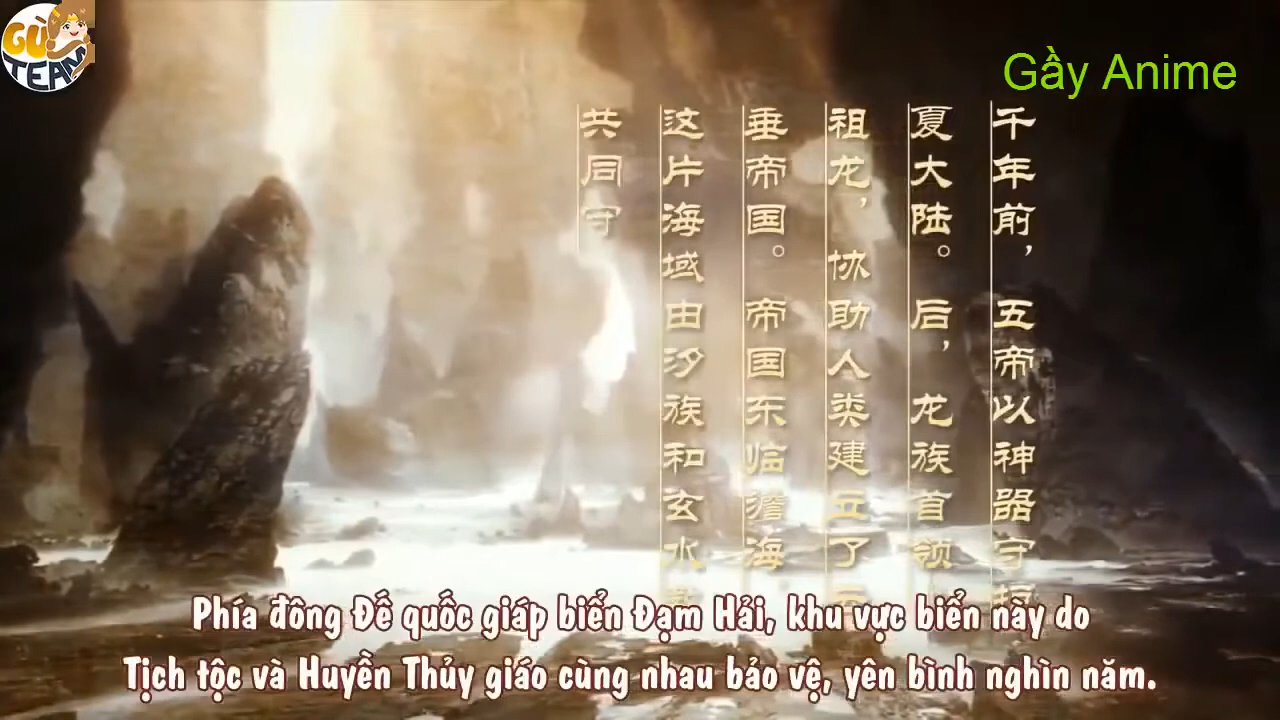 GÙ
TEAM
Gầy Anime
千年前，五帝以神器守
夏大陆。后，龙族首领
祖龙，协助人类建立了
垂帝国。帝国东临澹海
这片海域由汐族和玄水
共同守
Phía đông Đế quốc giáp biển Đạm Hải, khu vực biển này do
Tịch tộc và Huyền Thủy giáo cùng nhau bảo vệ, yên bình nghìn năm.